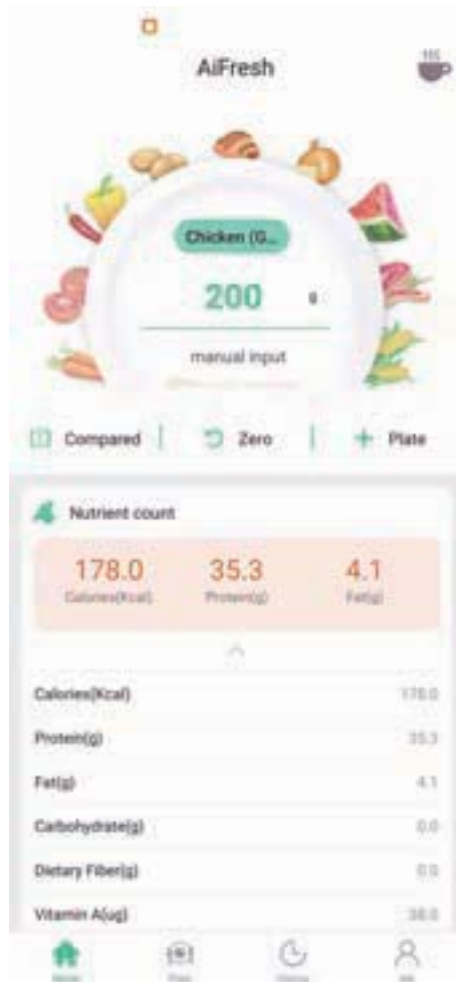 AiFresh
Chicken (G...
200 g
manual input
Compared Zero Plate
Nutrient count
178.0 35.3 4.1
Calories(Kcal) Protein(g) Fat(g)
Calories(Kcal) 178.0
Protein(g) 35.3
Fat(g) 4.1
Carbohydrate(g) 0.0
Dietary Fiber(g) 0.0
Vitamin A(ug) 38.0